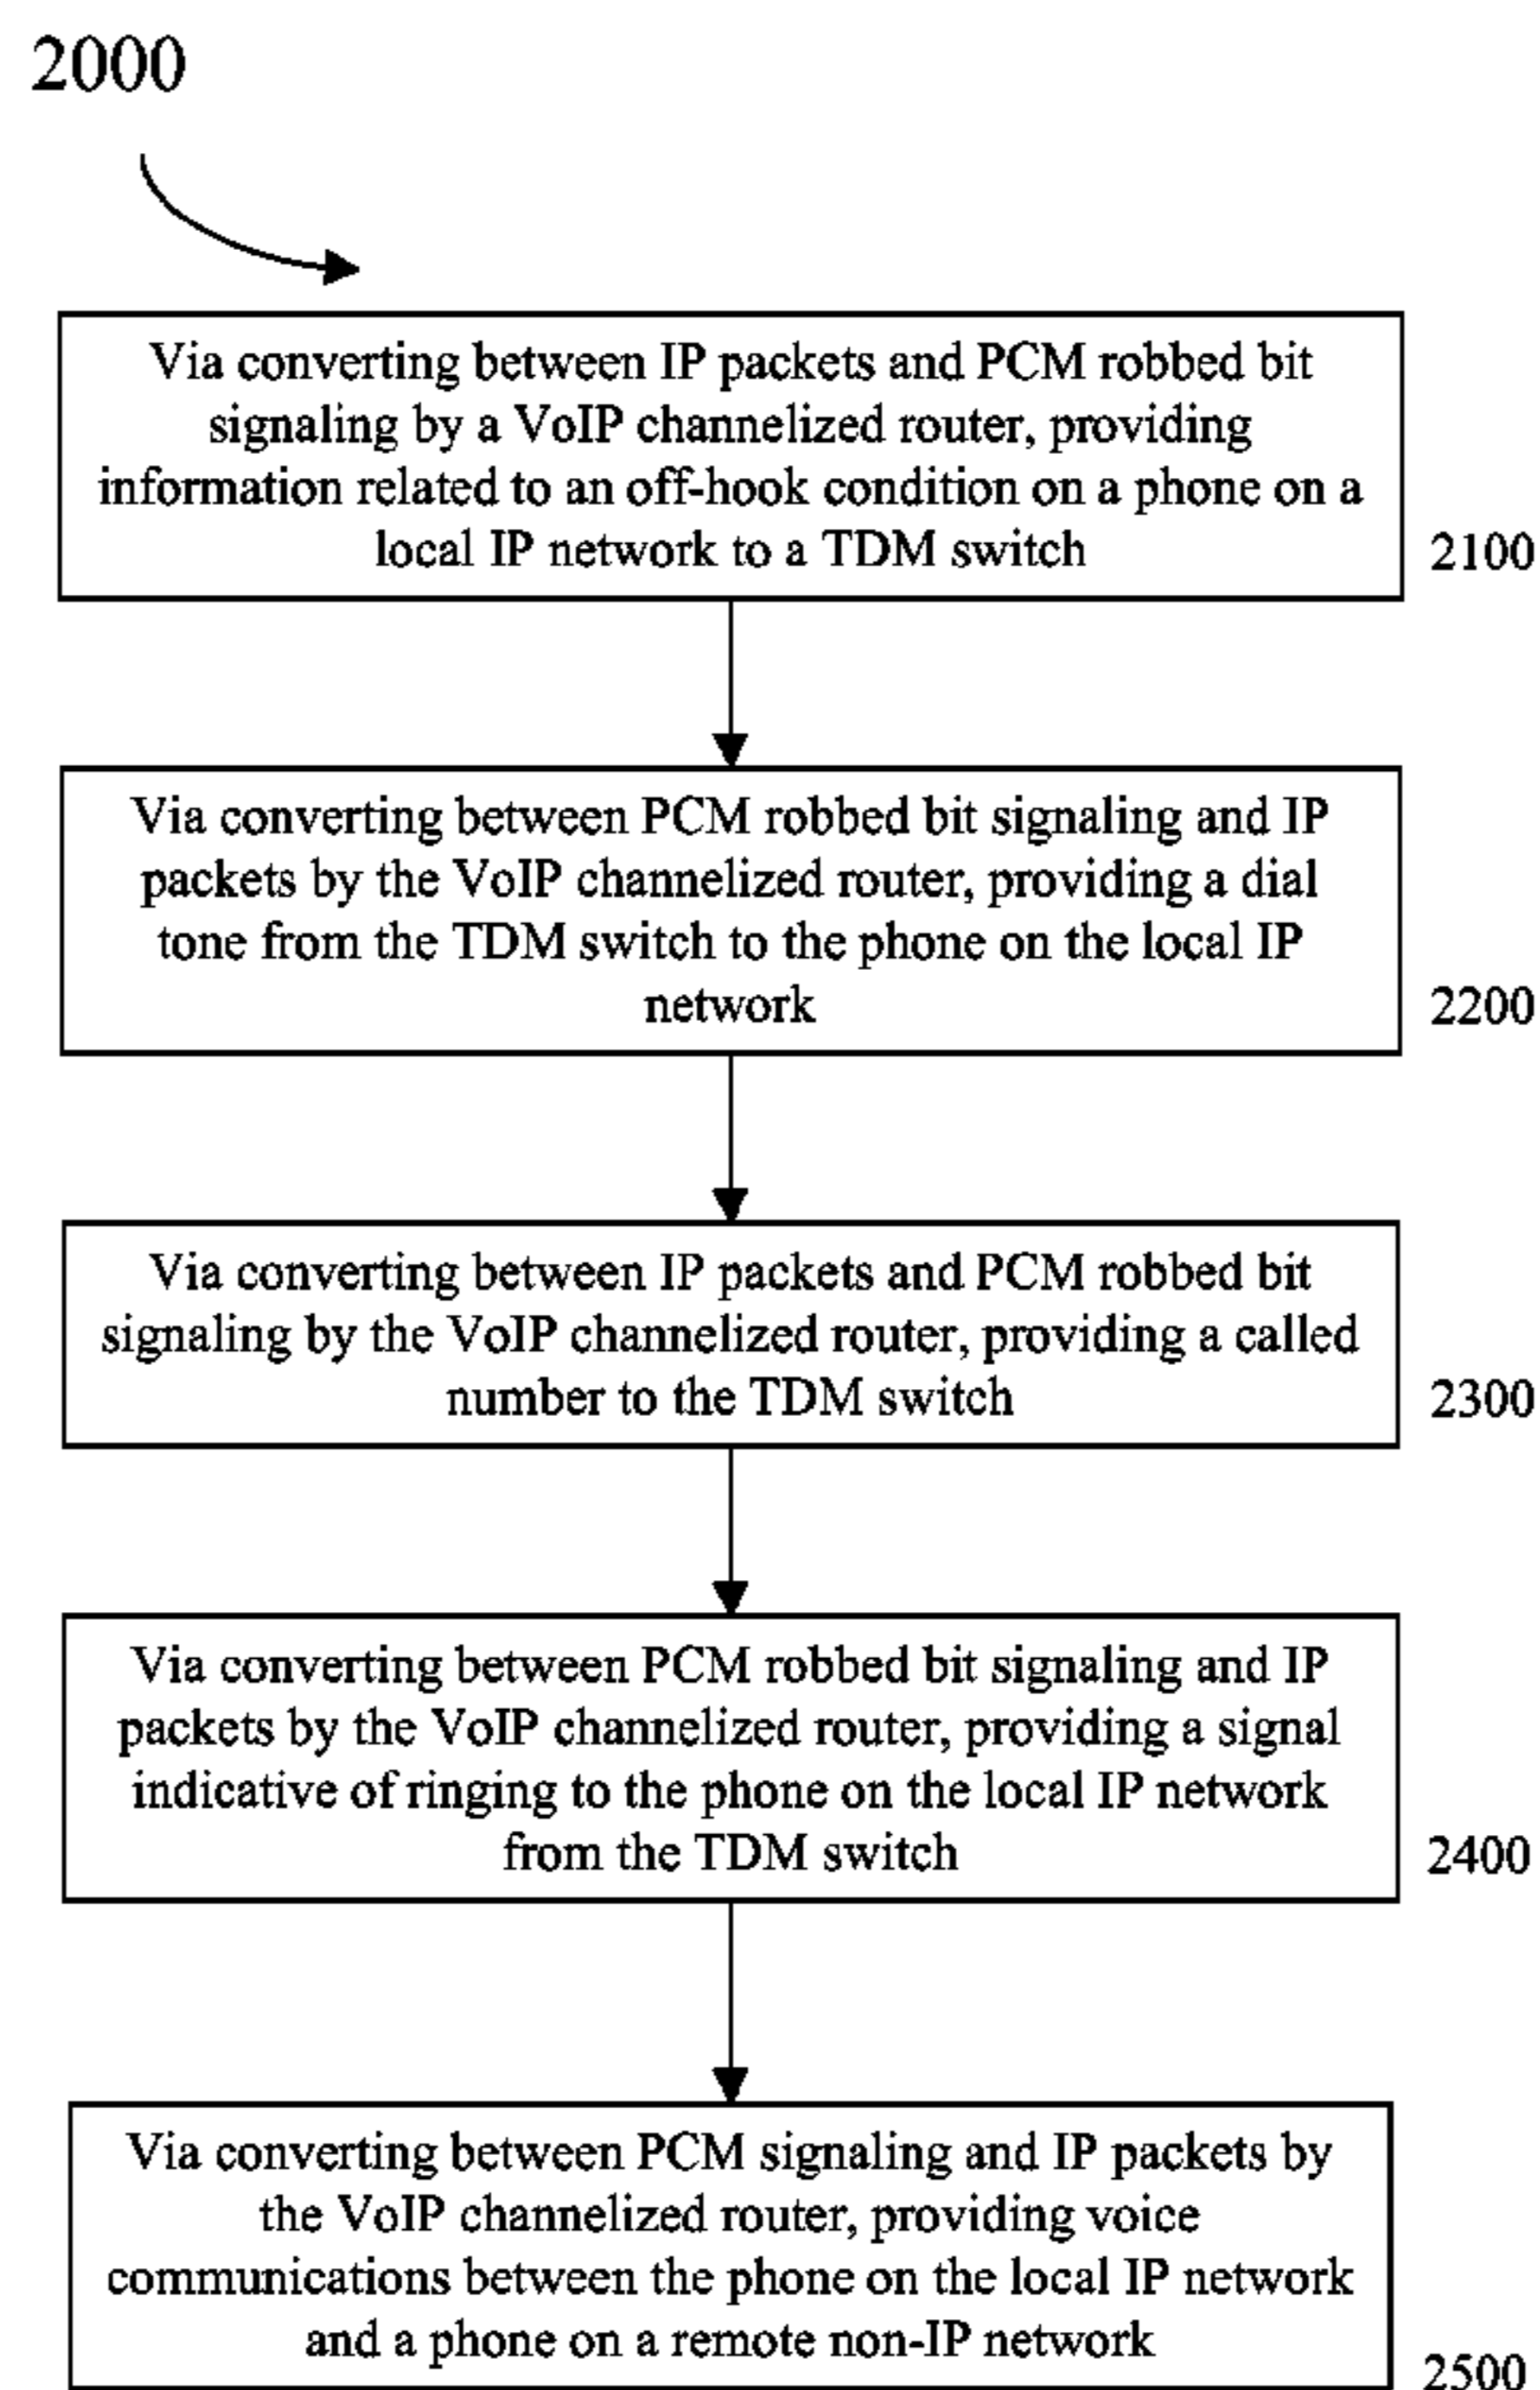 2000
Via converting between IP packets and PCM robbed bit
signaling by a VoIP channelized router, providing
information related to an off-hook condition on a phone on a
local IP network to a TDM switch
2100
Via converting between PCM robbed bit signaling and IP
packets by the VoIP channelized router, providing a dial
tone from the TDM switch to the phone on the local IP
network
2200
Via converting between IP packets and PCM robbed bit
signaling by the VoIP channelized router, providing a called
number to the TDM switch
2300
Via converting between PCM robbed bit signaling and IP
packets by the VoIP channelized router, providing a signal
indicative of ringing to the phone on the local IP network
from the TDM switch
2400
Via converting between PCM signaling and IP packets by
the VoIP channelized router, providing voice
communications between the phone on the local IP network
and a phone on a remote non-IP network
2500